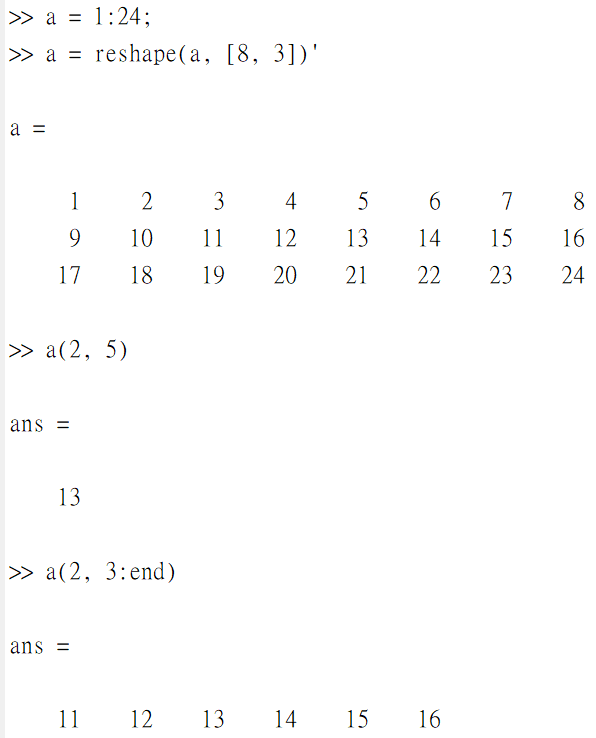 >> a = 1:24;
>> a = reshape(a, [8, 3])'
a =
1 2 3 4 5 6 7 8
9 10 11 12 13 14 15 16
17 18 19 20 21 22 23 24
>> a(2, 5)
ans =
13
>> a(2, 3:end)
ans =
11 12 13 14 15 16